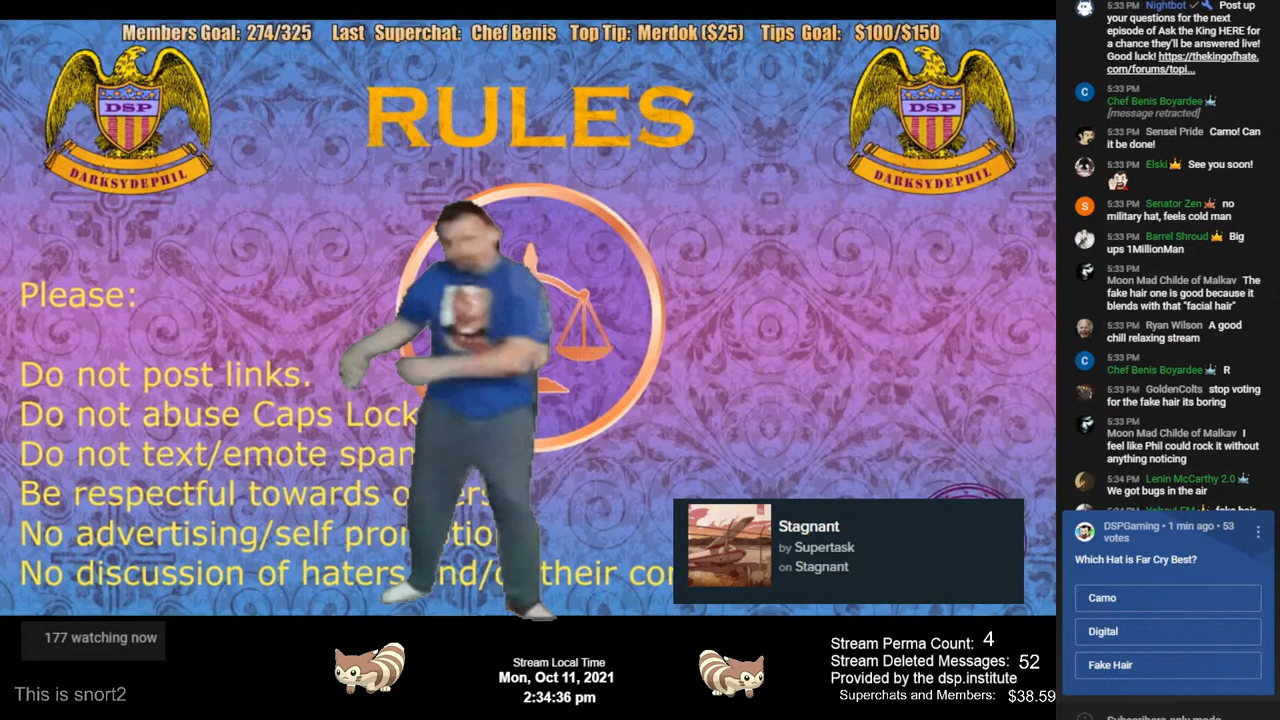 Members Goal: 274/325 Last Superchat: Chef Benis Top Tip: Merdok ($25) Tips Goal: $100/$150
DSP
DARKSYDEPHIL
RULES
DSP
DARKSYDEPHIL
Please:
Do not post links.
Do not abuse Caps Lock
Do not text/emote spam
Be respectful towards others
No advertising/self promotion
No discussion of haters and/or their
Stagnant
by Supertask
on Stagnant
177 watching now
This is snort2
Stream Local Time
Mon, Oct 11, 2021
2:34:36 pm
Stream Perma Count: 4
Stream Deleted Messages: 52
Provided by the dsp.institute
Superchats and Members: $38.59
5:33 PM Nightbot Post up
your questions for the next
episode of Ask the King HERE for
a chance they'll be answered live!
Good luck! https://thekingofhate.
com/forums/topi...
5:33 PM
Chef Benis Boyardee
[message retracted]
5:33 PM Sensei Pride Camo! Can
it be done!
5:33 PM Elski See you soon!
5:33 PM Senator Zen no
military hat, feels cold man
5:33 PM Barrel Shroud Big
ups 1MillionMan
5:33 PM
Moon Mad Childe of Malkav The
fake hair one is good because it
blends with that "facial hair"
5:33 PM Ryan Wilson A good
chill relaxing stream
5:33 PM
Chef Benis Boyardee R
5:33 PM GoldenColts stop voting
for the fake hair its boring
5:33 PM
Moon Mad Childe of Malkav I
feel like Phil could rock it without
anything noticing
5:34 PM Lenin McCarthy 2.0
We got bugs in the air
DSPGaming • 1 min ago • 53
votes
Which Hat is Far Cry Best?
Camo
Digital
Fake Hair
Subscribers-only mode